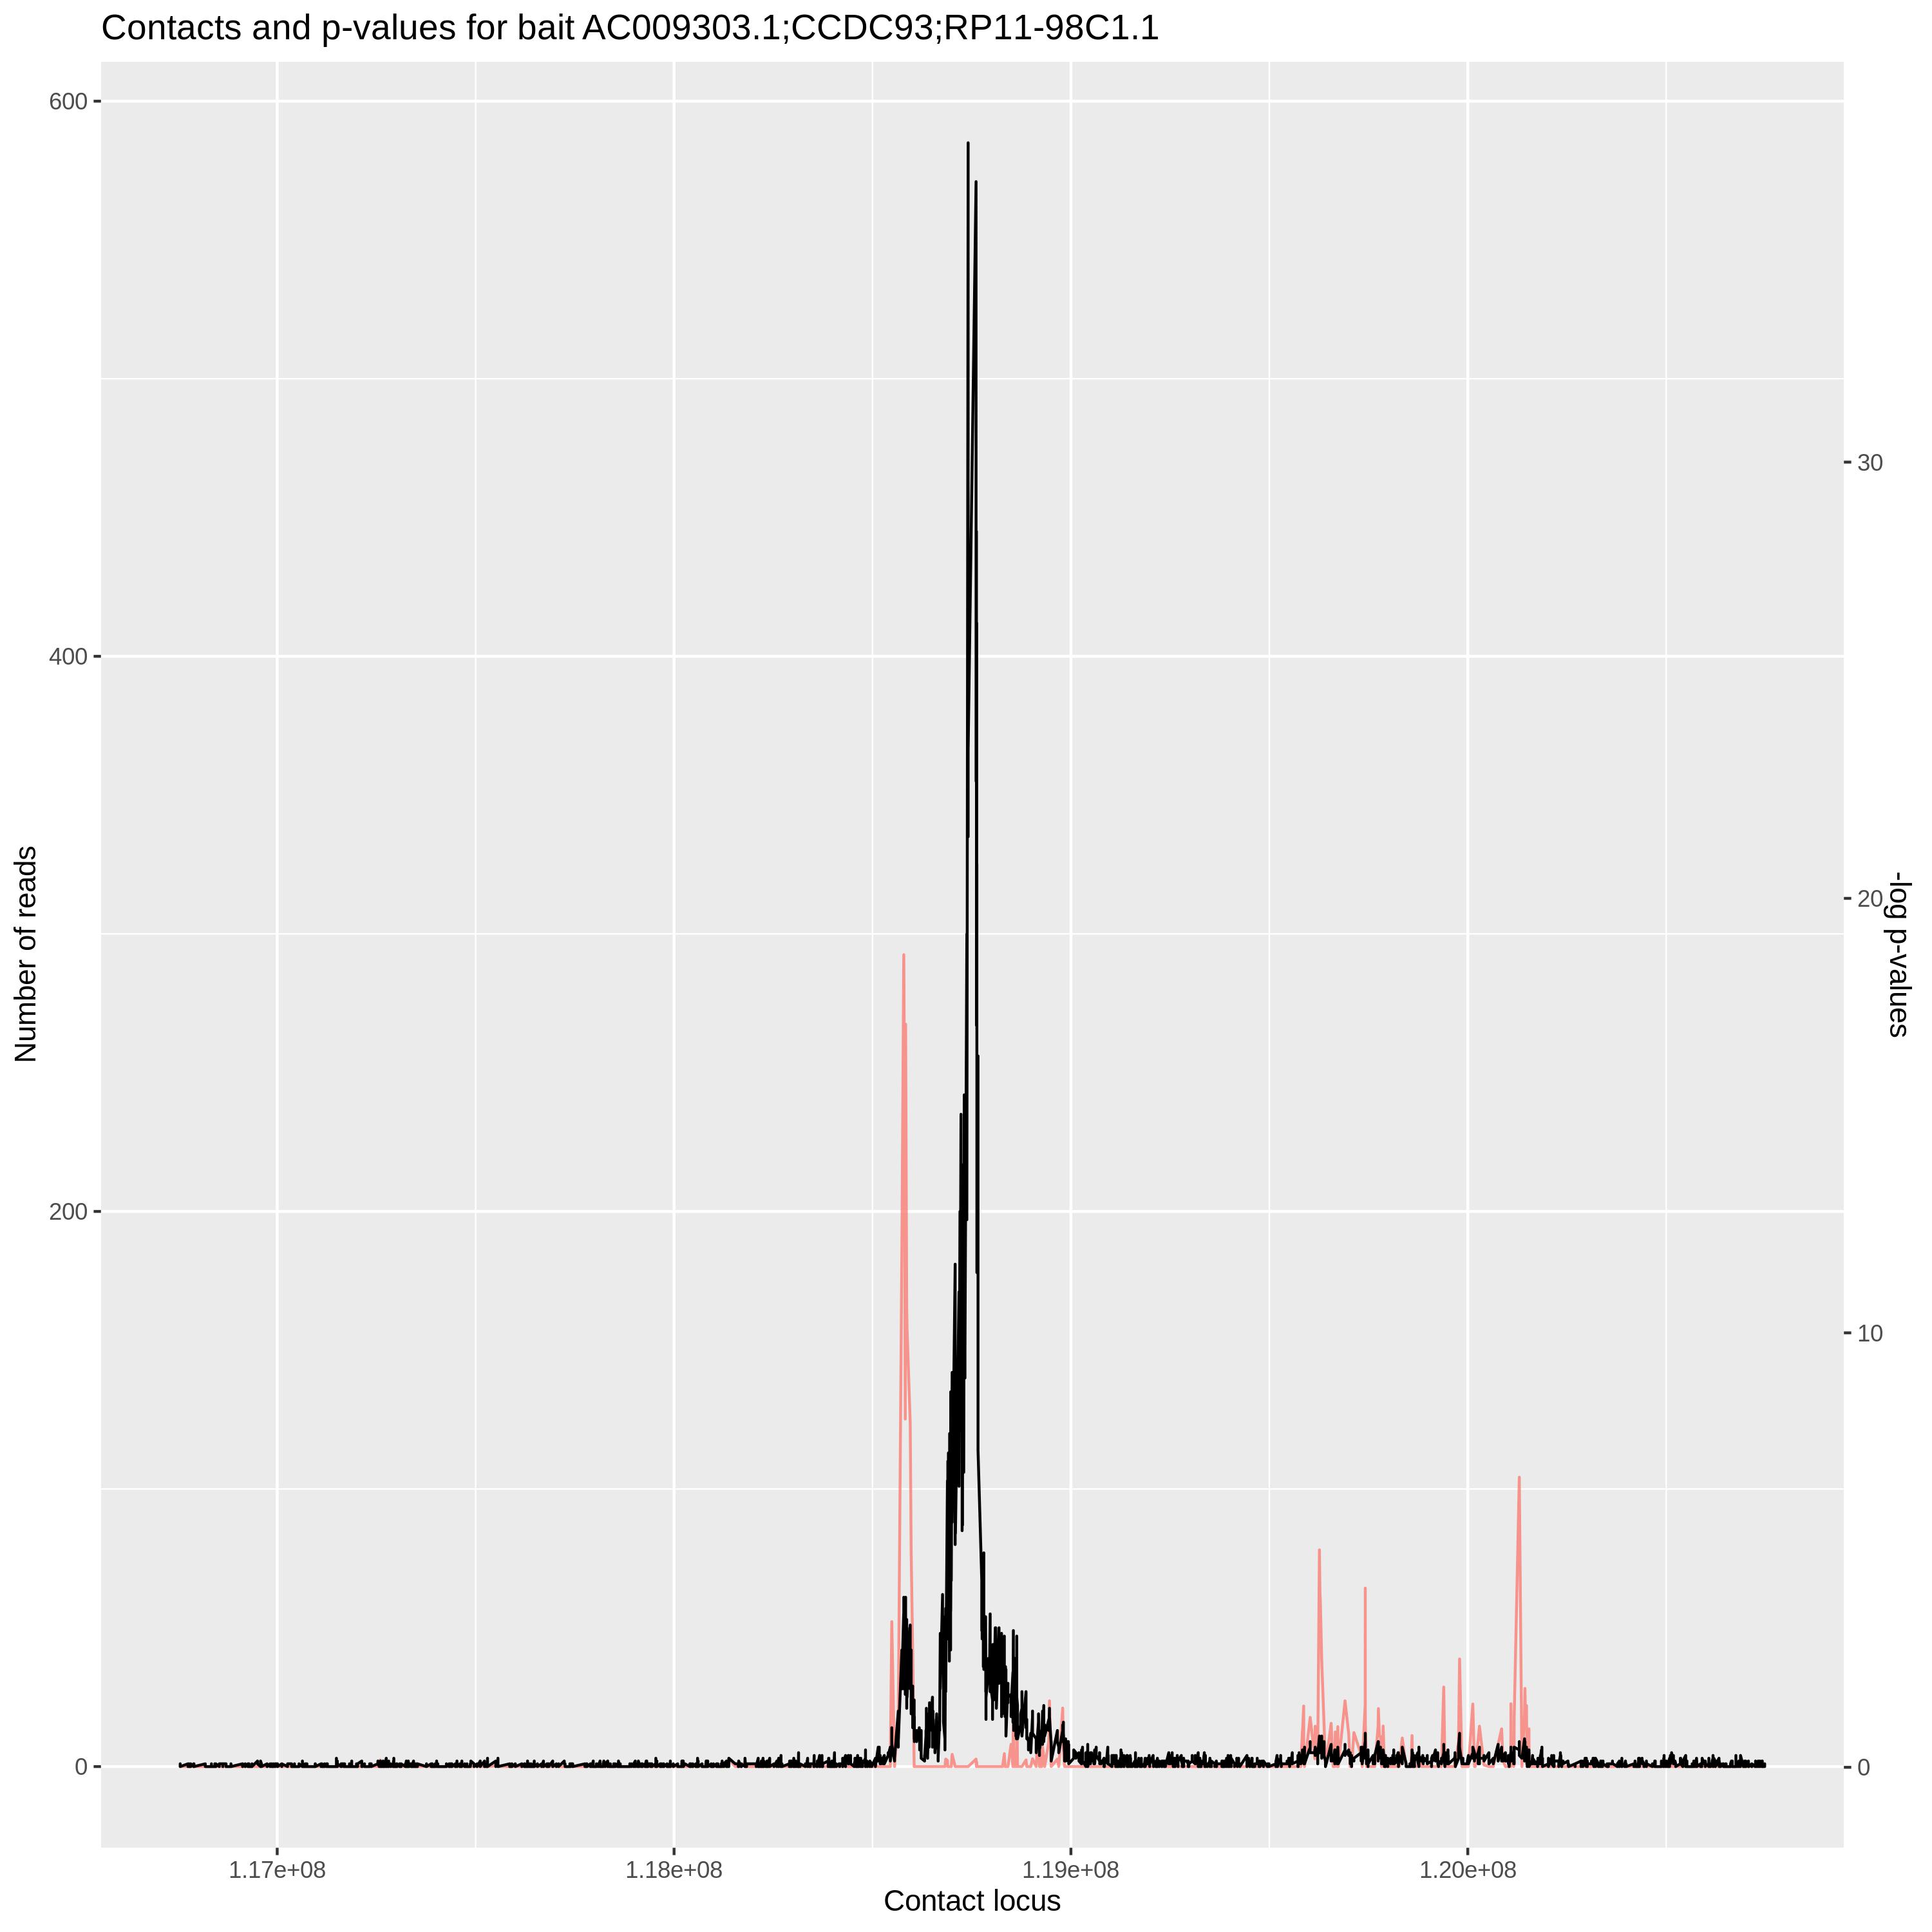 Contacts and p-values for bait AC009303.1;CCDC93;RP11-98C1.1
600
400
200
0
Number of reads
30
20
10
0
-log p-values
1.17e+08
1.18e+08
1.19e+08
1.20e+08
Contact locus